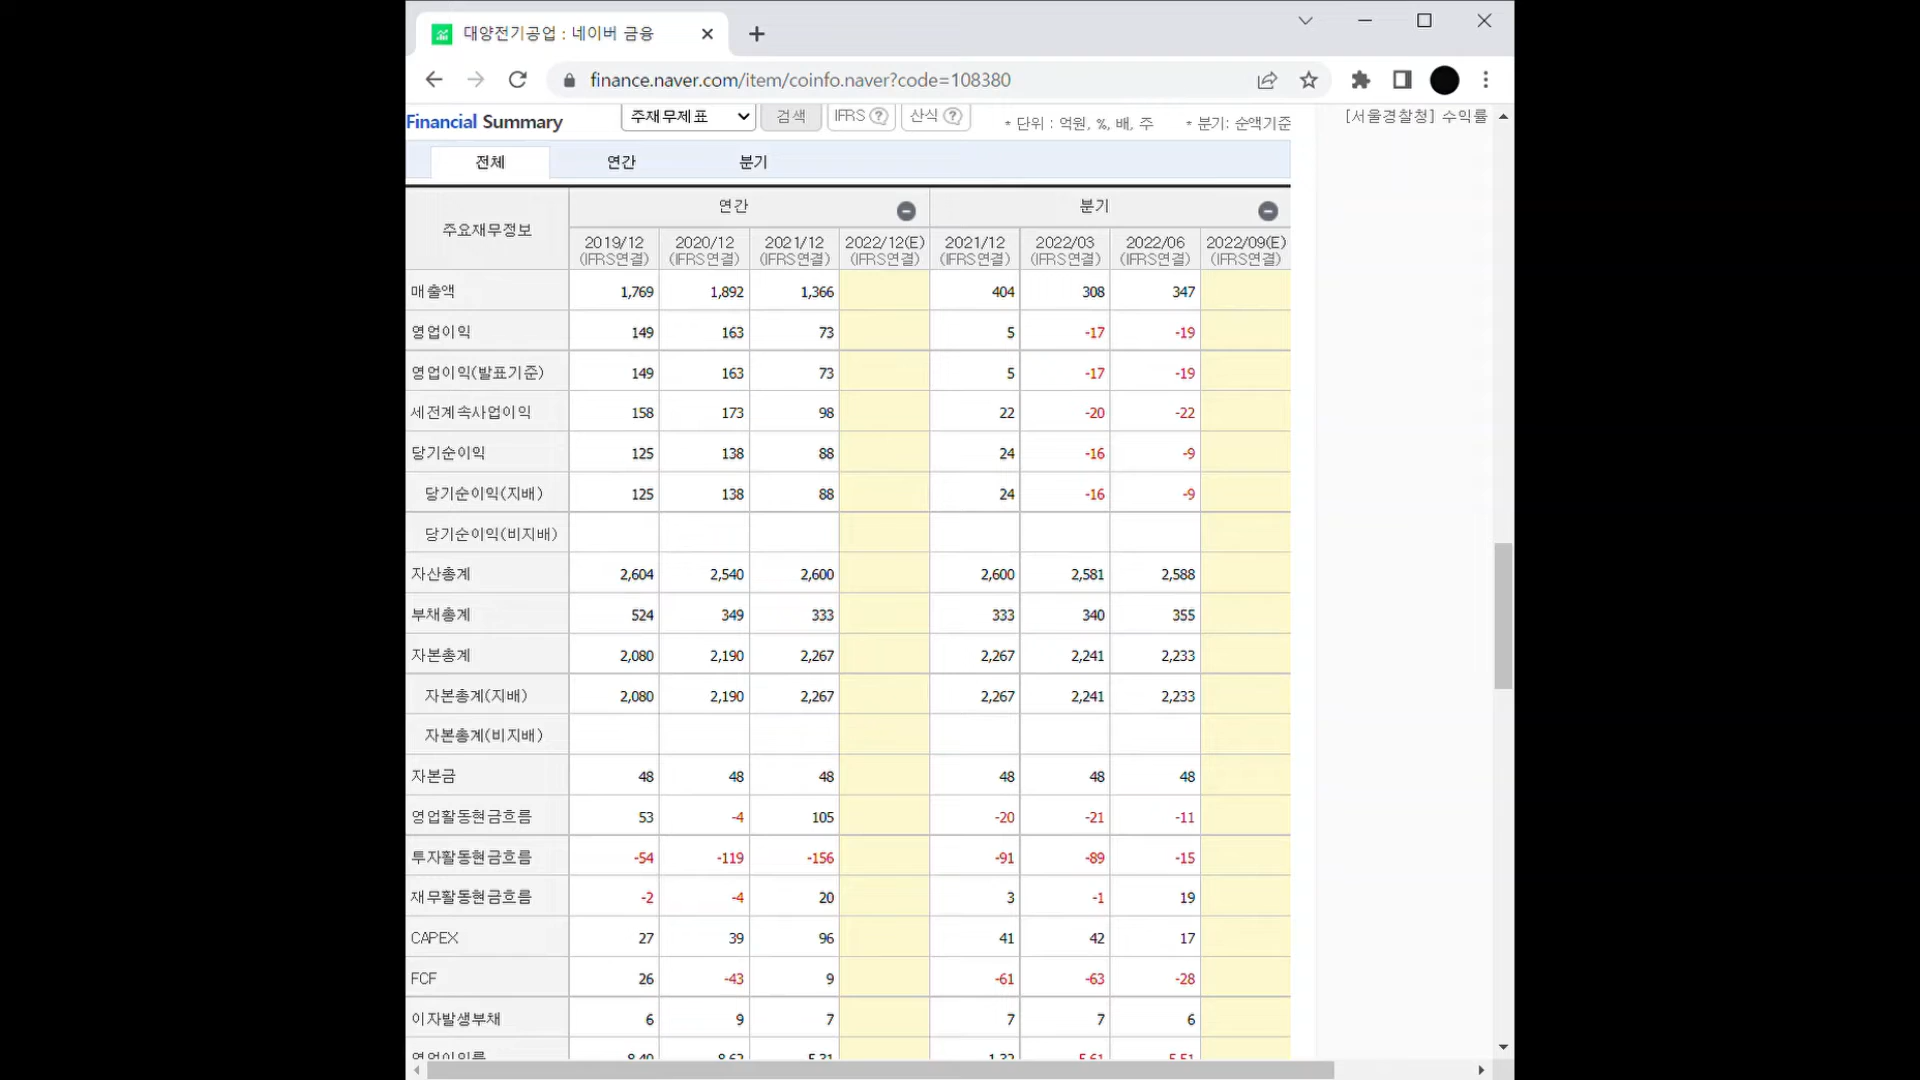 대양전기공업 : 네이버 금융
finance.naver.com/item/coinfo.naver?code=108380
Financial Summary 주재무제표 검색 IFRS ? 산식 ? * 단위 : 억원, %, 배, 주 * 분기: 순액기준 [서울경찰청] 수익률
전체 연간 분기
주요재무정보 연간 분기
2019/12 2020/12 2021/12 2022/12(E) 2021/12 2022/03 2022/06 2022/09(E)
(IFRS연결) (IFRS연결) (IFRS연결) (IFRS연결) (IFRS연결) (IFRS연결) (IFRS연결) (IFRS연결)
매출액 1,769 1,892 1,366 404 308 347
영업이익 149 163 73 5 -17 -19
영업이익(발표기준) 149 163 73 5 -17 -19
세전계속사업이익 158 173 98 22 -20 -22
당기순이익 125 138 88 24 -16 -9
당기순이익(지배) 125 138 88 24 -16 -9
당기순이익(비지배)
자산총계 2,604 2,540 2,600 2,600 2,581 2,588
부채총계 524 349 333 333 340 355
자본총계 2,080 2,190 2,267 2,267 2,241 2,233
자본총계(지배) 2,080 2,190 2,267 2,267 2,241 2,233
자본총계(비지배)
자본금 48 48 48 48 48 48
영업활동현금흐름 53 -4 105 -20 -21 -11
투자활동현금흐름 -54 -119 -156 -91 -89 -15
재무활동현금흐름 -2 -4 20 3 -1 19
CAPEX 27 39 96 41 42 17
FCF 26 -43 9 -61 -63 -28
이자발생부채 6 9 7 7 7 6
영업이익률